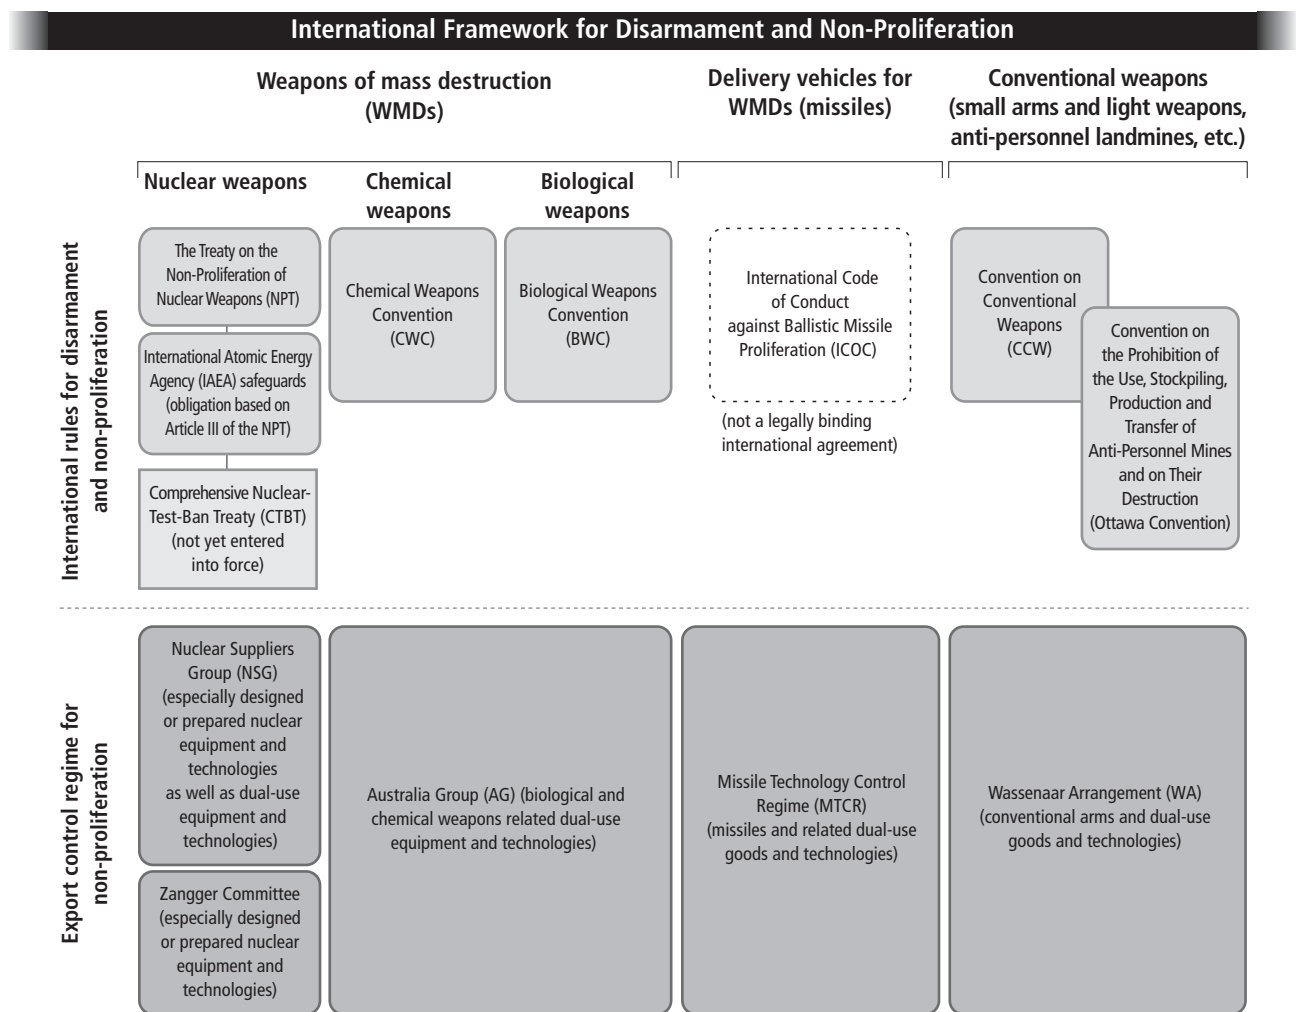 International Framework for Disarmament and Non-Proliferation
Weapons of mass destruction
(WMDs)
Delivery vehicles for
WMDs (missiles)
Conventional weapons
(small arms and light weapons,
anti-personnel landmines, etc.)
Nuclear weapons
Chemical
weapons
Biological
weapons
International rules for disarmament
and non-proliferation
The Treaty on the
Non-Proliferation of
Nuclear Weapons (NPT)
International Atomic Energy
Agency (IAEA) safeguards
(obligation based on
Article III of the NPT)
Comprehensive Nuclear-
Test-Ban Treaty (CTBT)
(not yet entered
into force)
Chemical Weapons
Convention
(CWC)
Biological Weapons
Convention
(BWC)
International Code
of Conduct
against Ballistic Missile
Proliferation (ICOC)
(not a legally binding
international agreement)
Convention on
Conventional
Weapons
(CCW)
Convention on
the Prohibition of
the Use, Stockpiling,
Production and
Transfer of
Anti-Personnel Mines
and on Their
Destruction
(Ottawa Convention)
Export control regime for
non-proliferation
Nuclear Suppliers
Group (NSG)
(especially designed
or prepared nuclear
equipment and
technologies
as well as dual-use
equipment and
technologies)
Zangger Committee
(especially designed
or prepared nuclear
equipment and
technologies)
Australia Group (AG) (biological and
chemical weapons related dual-use
equipment and technologies)
Missile Technology Control
Regime (MTCR)
(missiles and related dual-use
goods and technologies)
Wassenaar Arrangement (WA)
(conventional arms and dual-use
goods and technologies)